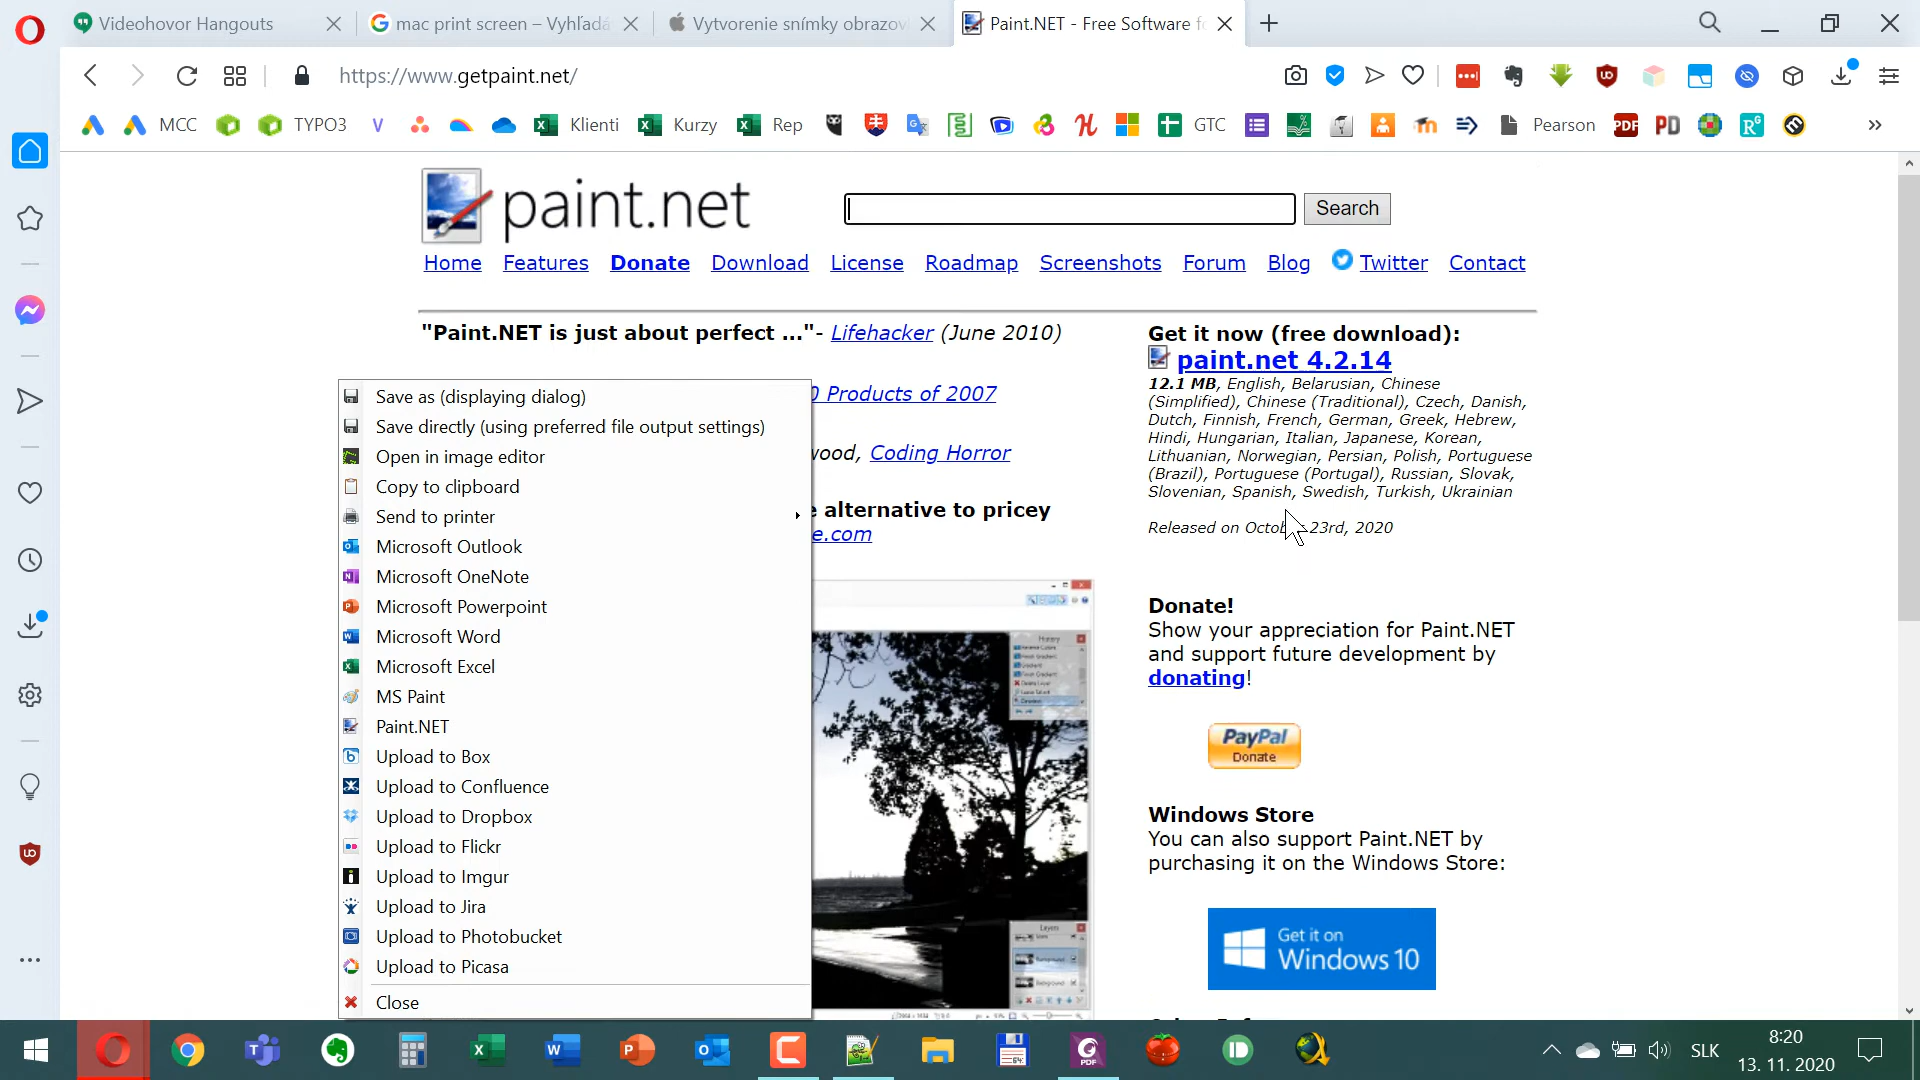 Videohovor Hangouts
mac print screen – Vyhľadá
Vytvorenie snímky obrazov
Paint.NET - Free Software f
https://www.getpaint.net/
MCC
TYPO3
Klienti
Kurzy
Rep
GTC
Pearson
PDF
PD
paint.net
Search
Home Features Donate Download License Roadmap Screenshots Forum Blog Twitter Contact
"Paint.NET is just about perfect ..."- Lifehacker (June 2010)
0 Products of 2007
wood, Coding Horror
e alternative to pricey
e.com
Save as (displaying dialog)
Save directly (using preferred file output settings)
Open in image editor
Copy to clipboard
Send to printer
Microsoft Outlook
Microsoft OneNote
Microsoft Powerpoint
Microsoft Word
Microsoft Excel
MS Paint
Paint.NET
Upload to Box
Upload to Confluence
Upload to Dropbox
Upload to Flickr
Upload to Imgur
Upload to Jira
Upload to Photobucket
Upload to Picasa
Close
History
Layers
Get it now (free download):
paint.net 4.2.14
12.1 MB, English, Belarusian, Chinese
(Simplified), Chinese (Traditional), Czech, Danish,
Dutch, Finnish, French, German, Greek, Hebrew,
Hindi, Hungarian, Italian, Japanese, Korean,
Lithuanian, Norwegian, Persian, Polish, Portuguese
(Brazil), Portuguese (Portugal), Russian, Slovak,
Slovenian, Spanish, Swedish, Turkish, Ukrainian
Released on October 23rd, 2020
Donate!
Show your appreciation for Paint.NET
and support future development by
donating!
PayPal
Donate
Windows Store
You can also support Paint.NET by
purchasing it on the Windows Store:
Get it on
Windows 10
SLK
8:20
13. 11. 2020